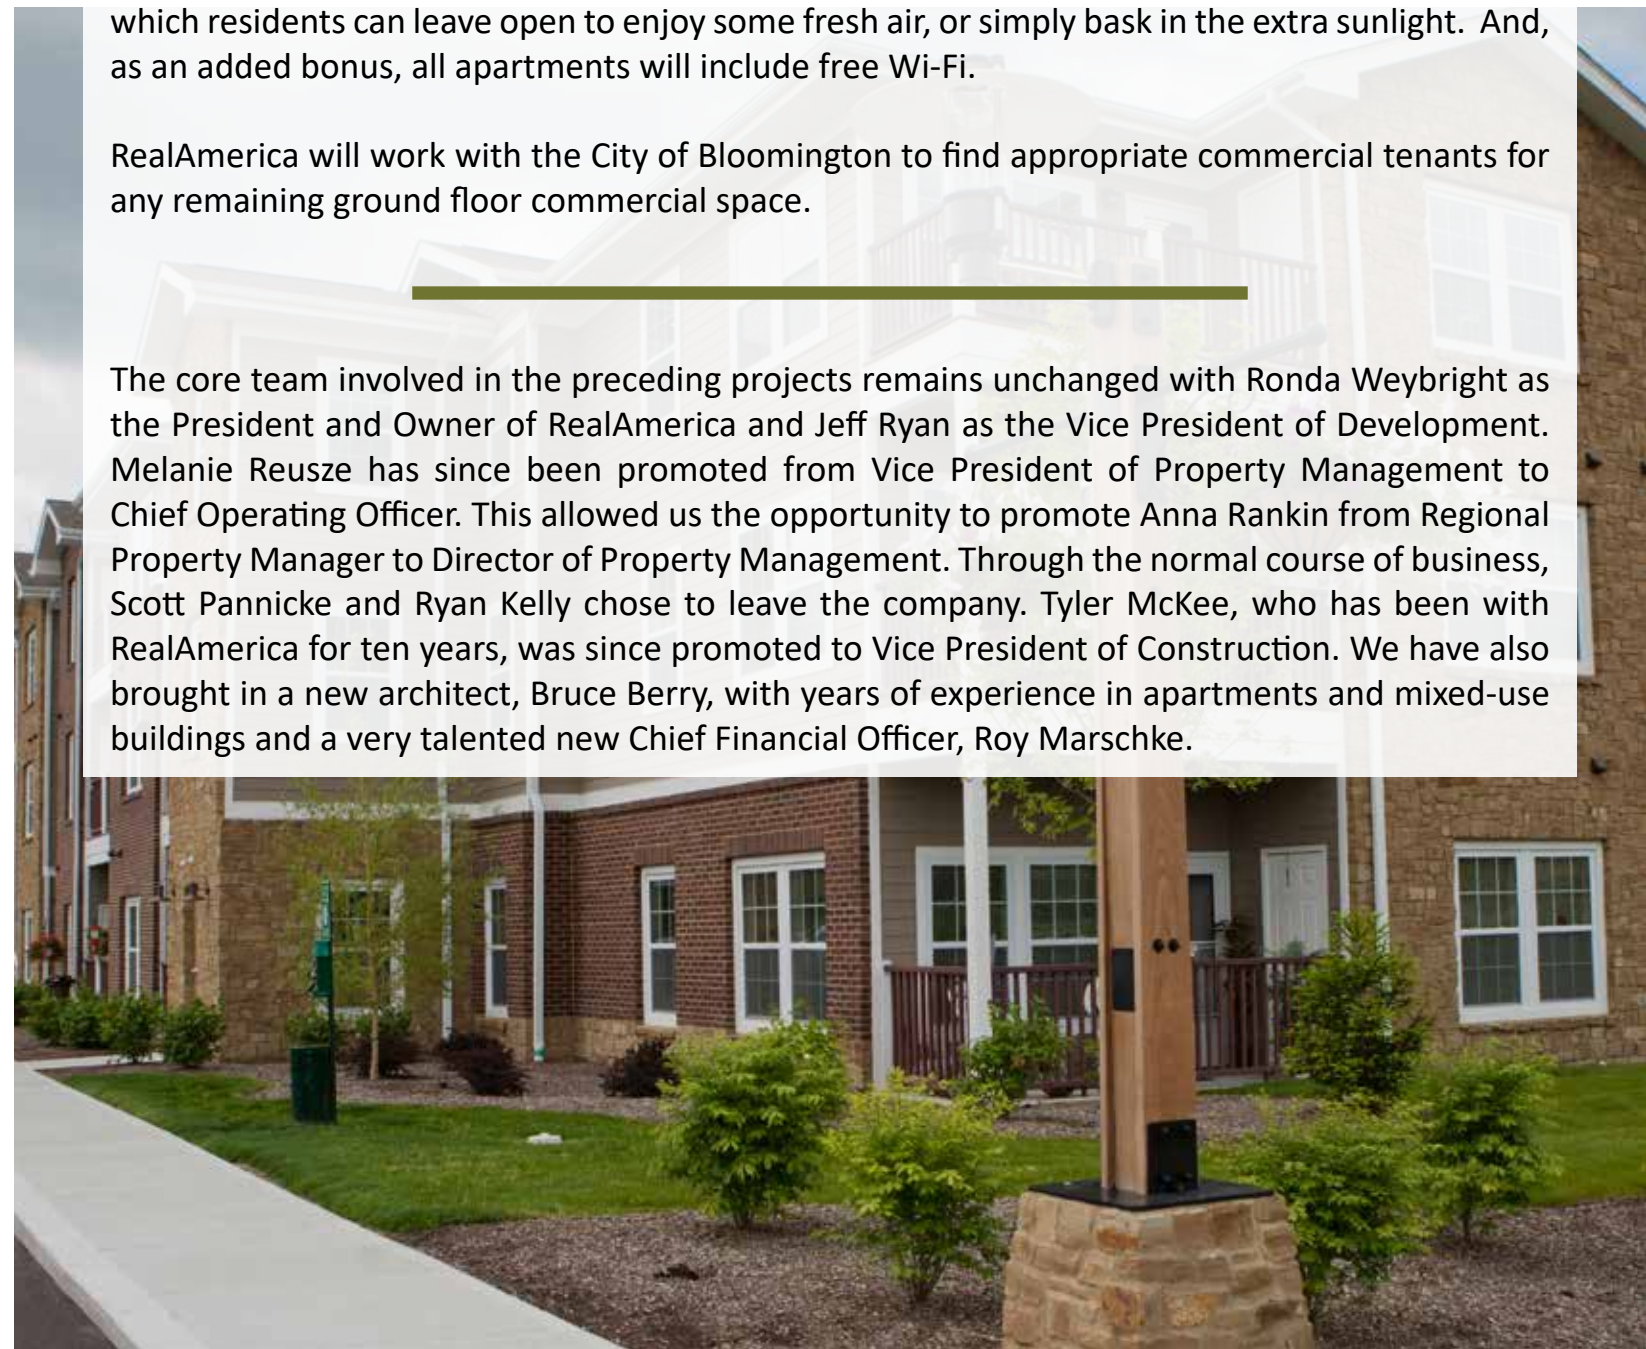 which residents can leave open to enjoy some fresh air, or simply bask in the extra sunlight.  And,
as an added bonus, all apartments will include free Wi-Fi.
RealAmerica will work with the City of Bloomington to find appropriate commercial tenants for
any remaining ground floor commercial space.
The core team involved in the preceding projects remains unchanged with Ronda Weybright as
the President and Owner of RealAmerica and Jeff Ryan as the Vice President of Development.
Melanie Reusze has since been promoted from Vice President of Property Management to
Chief Operating Officer. This allowed us the opportunity to promote Anna Rankin from Regional
Property Manager to Director of Property Management. Through the normal course of business,
Scott Pannicke and Ryan Kelly chose to leave the company. Tyler McKee, who has been with
RealAmerica for ten years, was since promoted to Vice President of Construction. We have also
brought in a new architect, Bruce Berry, with years of experience in apartments and mixed-use
buildings and a very talented new Chief Financial Officer, Roy Marschke.